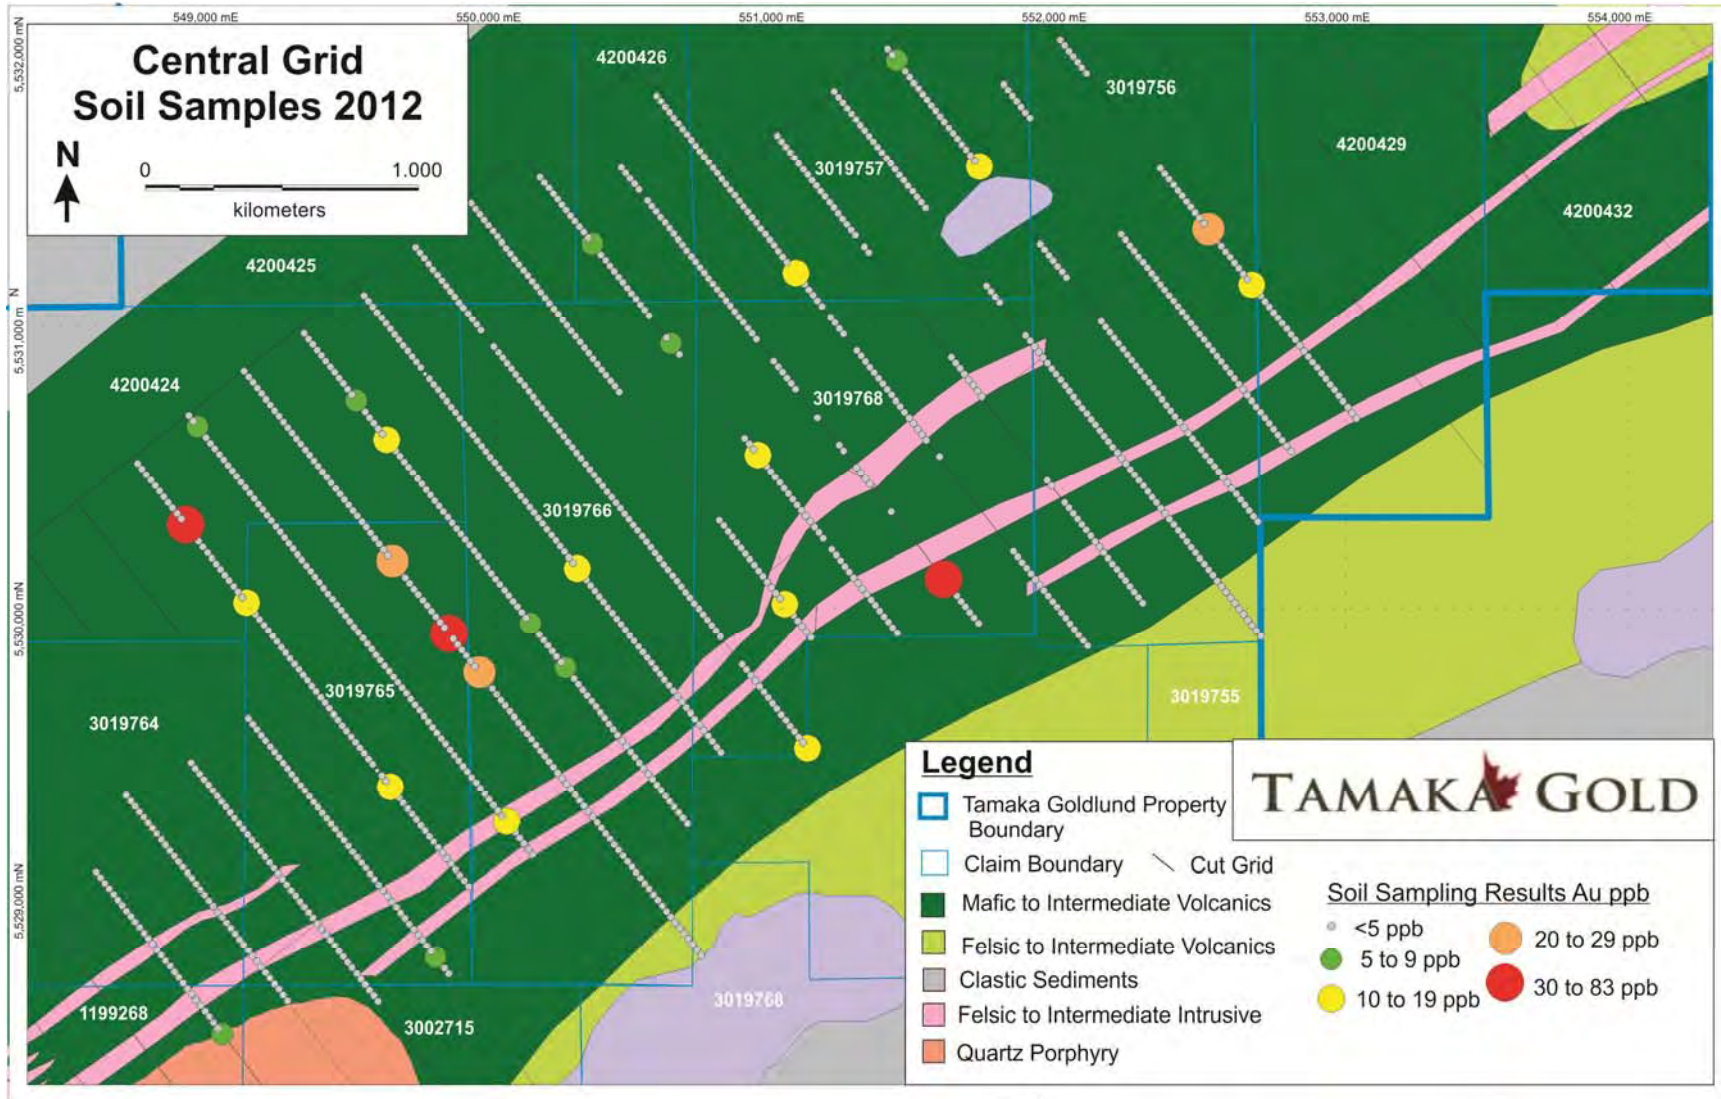 549,000 mE
550,000 mE
551,000 mE
552,000 mE
553,000 mE
554,000 mE
5,532,000 mN
5,531,000 m N
5,530,000 mN
5,529,000 mN
Central Grid
Soil Samples 2012
N
0
1.000
kilometers
4200426
3019756
4200429
3019757
4200432
4200425
4200424
3019768
3019766
3019765
3019755
3019764
3019768
1199268
3002715
Legend
Tamaka Goldlund Property
Boundary
Claim Boundary
Cut Grid
Mafic to Intermediate Volcanics
Felsic to Intermediate Volcanics
Clastic Sediments
Felsic to Intermediate Intrusive
Quartz Porphyry
TAMAKA GOLD
Soil Sampling Results Au ppb
<5 ppb
5 to 9 ppb
10 to 19 ppb
20 to 29 ppb
30 to 83 ppb